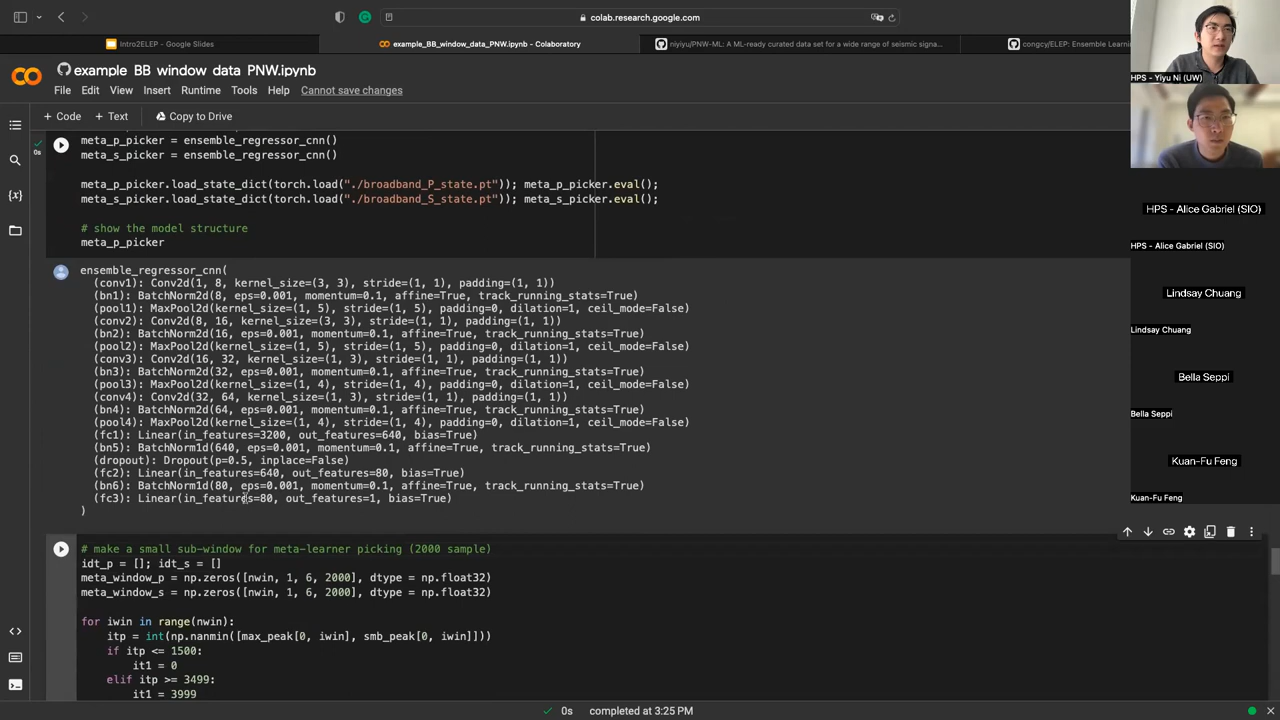 colab.research.google.com
Intro2ELEP - Google Slides
example_BB_window_data_PNW.ipynb - Colaboratory
niyiyu/PNW-ML: A ML-ready curated data set for a wide range of seismic signa...
congcy/ELEP: Ensemble Learni
example BB window data PNW.ipynb
File Edit View Insert Runtime Tools Help Cannot save changes
+ Code + Text Copy to Drive
0s
meta_p_picker = ensemble_regressor_cnn()
meta_s_picker = ensemble_regressor_cnn()
meta_p_picker.load_state_dict(torch.load("./broadband_P_state.pt")); meta_p_picker.eval();
meta_s_picker.load_state_dict(torch.load("./broadband_S_state.pt")); meta_s_picker.eval();
# show the model structure
meta_p_picker
ensemble_regressor_cnn(
(conv1): Conv2d(1, 8, kernel_size=(3, 3), stride=(1, 1), padding=(1, 1))
(bn1): BatchNorm2d(8, eps=0.001, momentum=0.1, affine=True, track_running_stats=True)
(pool1): MaxPool2d(kernel_size=(1, 5), stride=(1, 5), padding=0, dilation=1, ceil_mode=False)
(conv2): Conv2d(8, 16, kernel_size=(3, 3), stride=(1, 1), padding=(1, 1))
(bn2): BatchNorm2d(16, eps=0.001, momentum=0.1, affine=True, track_running_stats=True)
(pool2): MaxPool2d(kernel_size=(1, 5), stride=(1, 5), padding=0, dilation=1, ceil_mode=False)
(conv3): Conv2d(16, 32, kernel_size=(1, 3), stride=(1, 1), padding=(1, 1))
(bn3): BatchNorm2d(32, eps=0.001, momentum=0.1, affine=True, track_running_stats=True)
(pool3): MaxPool2d(kernel_size=(1, 4), stride=(1, 4), padding=0, dilation=1, ceil_mode=False)
(conv4): Conv2d(32, 64, kernel_size=(1, 3), stride=(1, 1), padding=(1, 1))
(bn4): BatchNorm2d(64, eps=0.001, momentum=0.1, affine=True, track_running_stats=True)
(pool4): MaxPool2d(kernel_size=(1, 4), stride=(1, 4), padding=0, dilation=1, ceil_mode=False)
(fc1): Linear(in_features=3200, out_features=640, bias=True)
(bn5): BatchNorm1d(640, eps=0.001, momentum=0.1, affine=True, track_running_stats=True)
(dropout): Dropout(p=0.5, inplace=False)
(fc2): Linear(in_features=640, out_features=80, bias=True)
(bn6): BatchNorm1d(80, eps=0.001, momentum=0.1, affine=True, track_running_stats=True)
(fc3): Linear(in_features=80, out_features=1, bias=True)
)
# make a small sub-window for meta-learner picking (2000 sample)
idt_p = []; idt_s = []
meta_window_p = np.zeros([nwin, 1, 6, 2000], dtype = np.float32)
meta_window_s = np.zeros([nwin, 1, 6, 2000], dtype = np.float32)
for iwin in range(nwin):
itp = int(np.nanmin([max_peak[0, iwin], smb_peak[0, iwin]]))
if itp <= 1500:
it1 = 0
elif itp >= 3499:
it1 = 3999
0s completed at 3:25 PM
HPS - Yiyu Ni (UW)
HPS - Alice Gabriel (SIO)
HPS - Alice Gabriel (SIO)
Lindsay Chuang
Lindsay Chuang
Bella Seppi
Bella Seppi
Kuan-Fu Feng
Kuan-Fu Feng